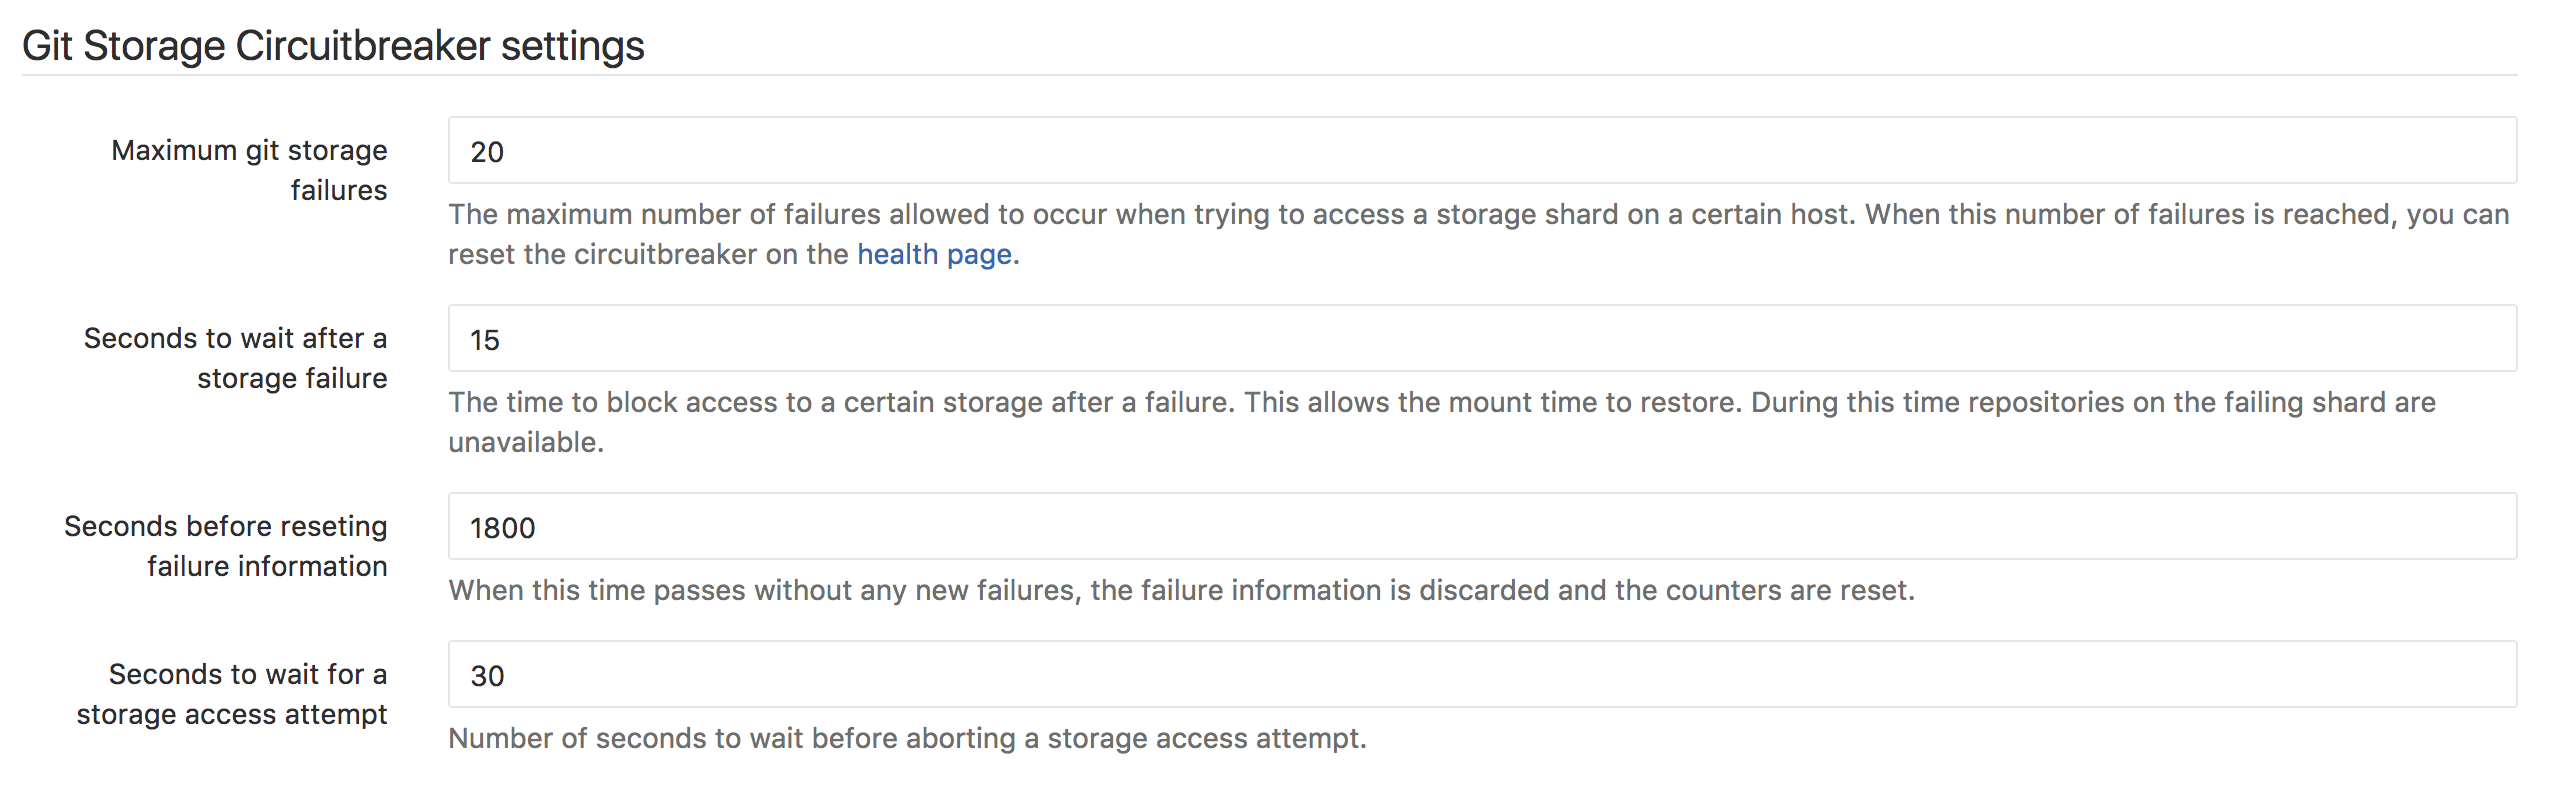 Git Storage Circuitbreaker settings
Maximum git storage
failures
20
The maximum number of failures allowed to occur when trying to access a storage shard on a certain host. When this number of failures is reached, you can
reset the circuitbreaker on the health page.
Seconds to wait after a
storage failure
15
The time to block access to a certain storage after a failure. This allows the mount time to restore. During this time repositories on the failing shard are
unavailable.
Seconds before reseting
failure information
1800
When this time passes without any new failures, the failure information is discarded and the counters are reset.
Seconds to wait for a
storage access attempt
30
Number of seconds to wait before aborting a storage access attempt.